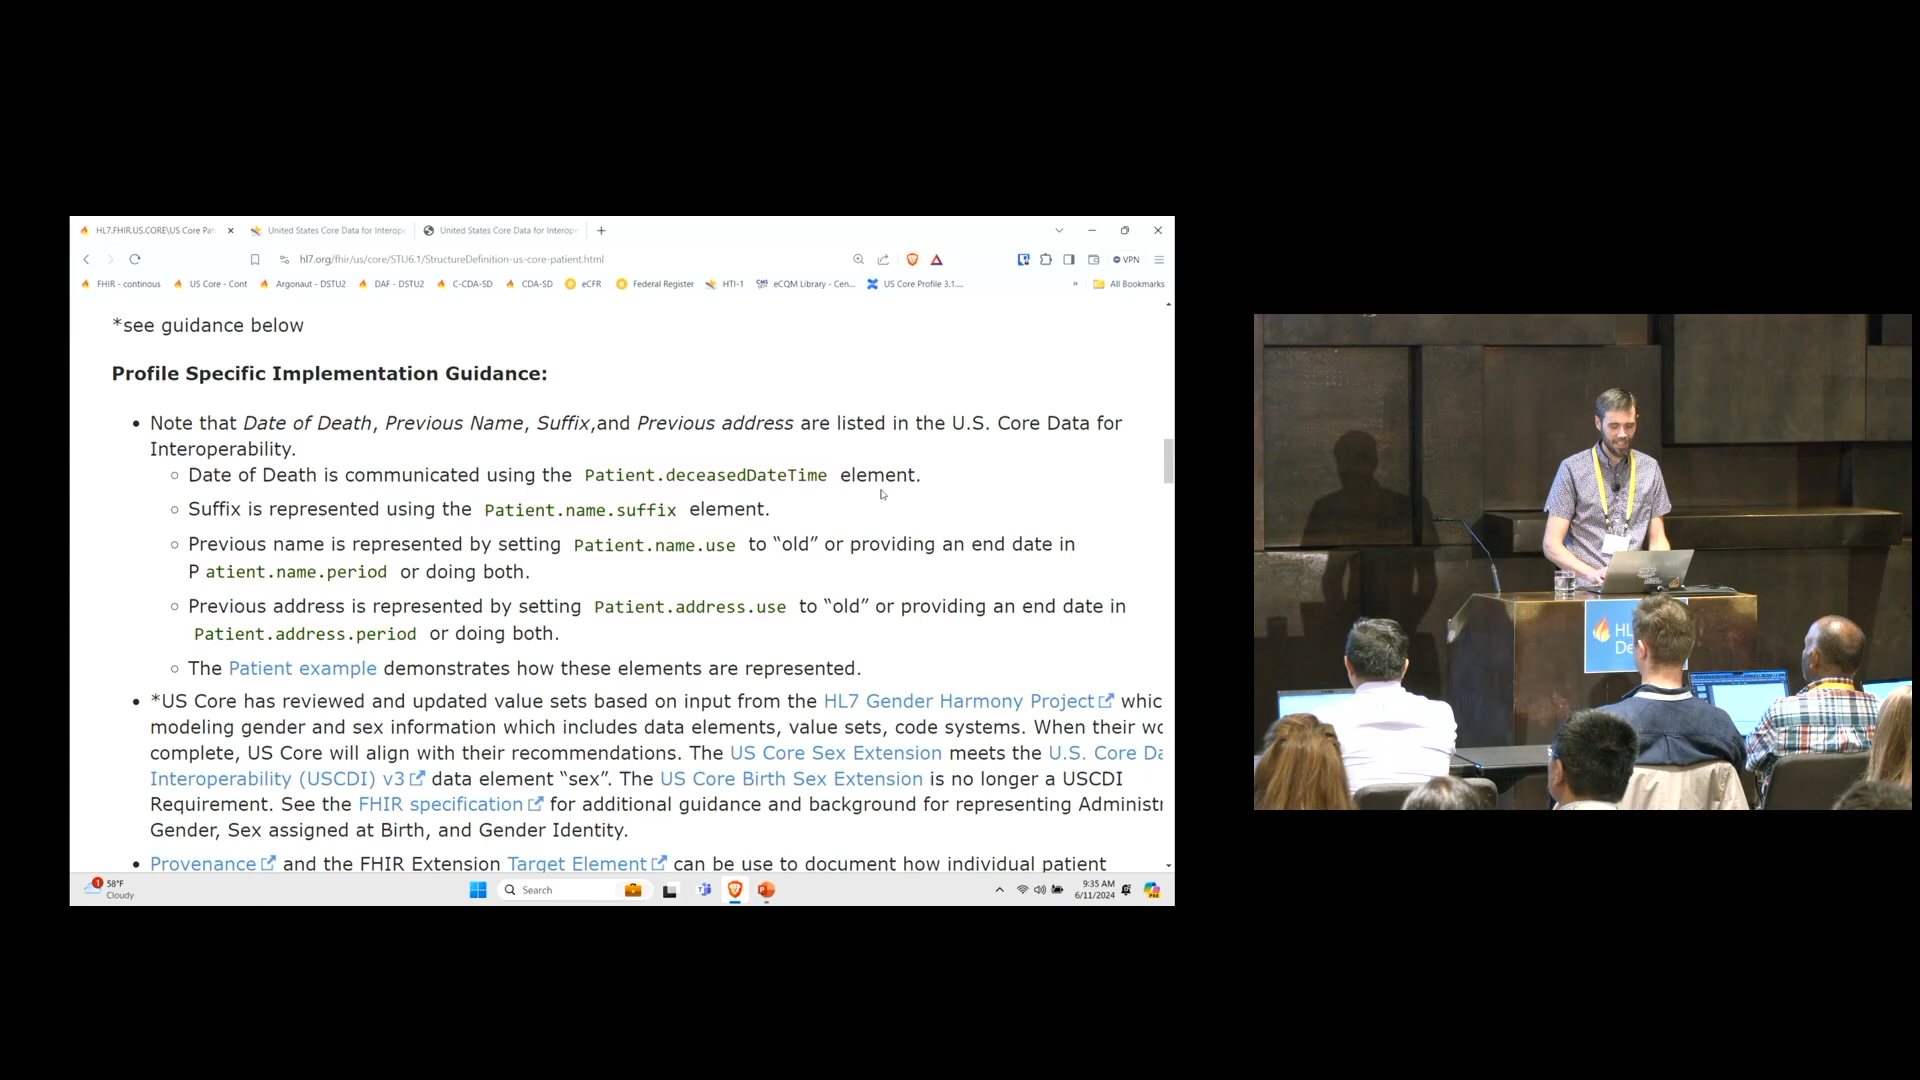 HL7.FHIR.US.CORE\US Core Pat
United States Core Data for Interope
United States Core Data for Interope
hl7.org/fhir/us/core/STU6.1/StructureDefinition-us-core-patient.html
VPN
FHIR - continous
US Core - Cont
Argonaut - DSTU2
DAF - DSTU2
C-CDA-SD
CDA-SD
eCFR
Federal Register
HTI-1
eCQM Library - Cen...
US Core Profile 3.1....
All Bookmarks
*see guidance below
Profile Specific Implementation Guidance:
• Note that Date of Death, Previous Name, Suffix,and Previous address are listed in the U.S. Core Data for
Interoperability.
Date of Death is communicated using the Patient.deceasedDateTime element.
Suffix is represented using the Patient.name.suffix element.
Previous name is represented by setting Patient.name.use to “old” or providing an end date in
P atient.name.period or doing both.
Previous address is represented by setting Patient.address.use to “old” or providing an end date in
Patient.address.period or doing both.
The Patient example demonstrates how these elements are represented.
• *US Core has reviewed and updated value sets based on input from the HL7 Gender Harmony Project whic
modeling gender and sex information which includes data elements, value sets, code systems. When their wo
complete, US Core will align with their recommendations. The US Core Sex Extension meets the U.S. Core Da
Interoperability (USCDI) v3 data element “sex”. The US Core Birth Sex Extension is no longer a USCDI
Requirement. See the FHIR specification for additional guidance and background for representing Administr
Gender, Sex assigned at Birth, and Gender Identity.
• Provenance and the FHIR Extension Target Element can be use to document how individual patient
1
58°F
Cloudy
Search
9:35 AM
6/11/2024
HL
De